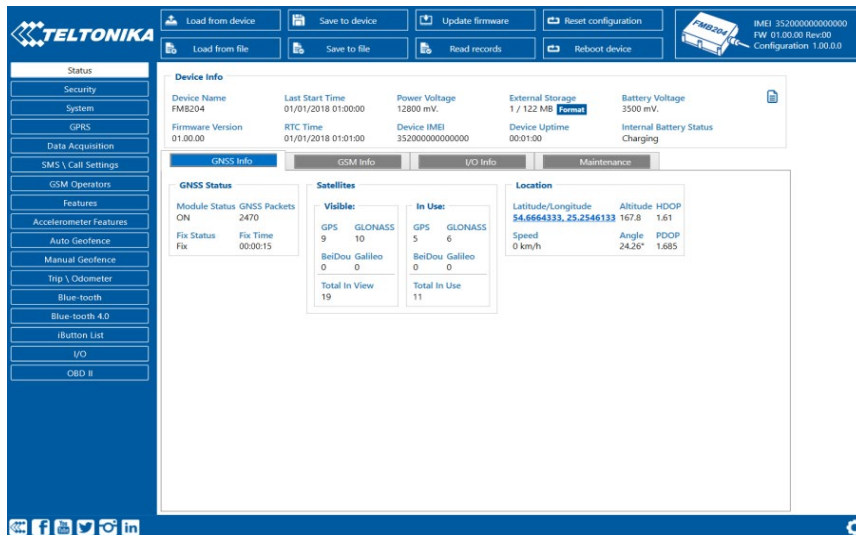 TELTONIKA
Load from device
Save to device
Update firmware
Reset configuration
Load from file
Save to file
Read records
Reboot device
FMB204
IMEI 352000000000000
FW 01.00.00 Rev:00
Configuration 1.00.0.0
Status
Security
System
GPRS
Data Acquisition
SMS \ Call Settings
GSM Operators
Features
Accelerometer Features
Auto Geofence
Manual Geofence
Trip \ Odometer
Blue-tooth
Blue-tooth 4.0
iButton List
I/O
OBD II
Device Info
Device Name Last Start Time Power Voltage External Storage Battery Voltage
FMB204 01/01/2018 01:00:00 12800 mV. 1 / 122 MB Format 3500 mV.
Firmware Version RTC Time Device IMEI Device Uptime Internal Battery Status
01.00.00 01/01/2018 01:01:00 352000000000000 00:01:00 Charging
GNSS Info GSM Info I/O Info Maintenance
GNSS Status
Module Status GNSS Packets
ON 2470
Fix Status Fix Time
Fix 00:00:15
Satellites
Visible:
GPS GLONASS
9 10
BeiDou Galileo
0 0
Total In View
19
In Use:
GPS GLONASS
5 6
BeiDou Galileo
0 0
Total In Use
11
Location
Latitude/Longitude Altitude HDOP
54.6664333, 25.2546133 167.8 1.61
Speed Angle PDOP
0 km/h 24.26° 1.685